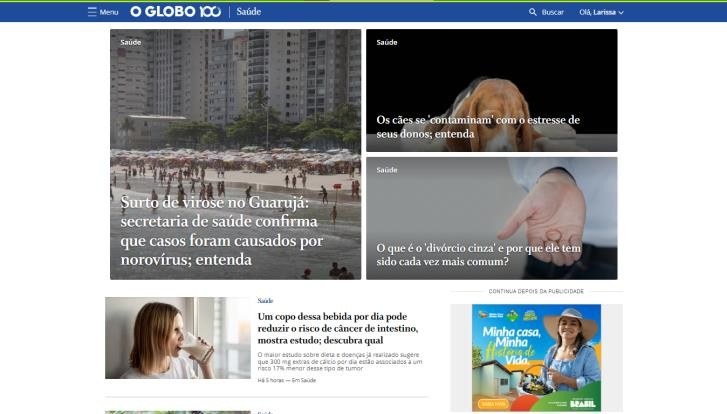 Menu
O GLOBO 100
Saúde
Buscar
Olá, Larissa
Saúde
Surto de virose no Guarujá:
secretaria de saúde confirma
que casos foram causados por
norovírus; entenda
Saúde
Os cães se 'contaminam' com o estresse de
seus donos; entenda
Saúde
O que é o 'divórcio cinza' e por que ele tem
sido cada vez mais comum?
Saúde
Um copo dessa bebida por dia pode
reduzir o risco de câncer de intestino,
mostra estudo; descubra qual
O maior estudo sobre dieta e doenças já realizado sugere
que 300 mg extras de cálcio por dia estão associados a um
risco 17% menor desse tipo de tumor
Há 5 horas — Em Saúde
CONTINUA DEPOIS DA PUBLICIDADE
Minha casa,
Minha
História de
Vida.
SAIBA MAIS
BRASIL